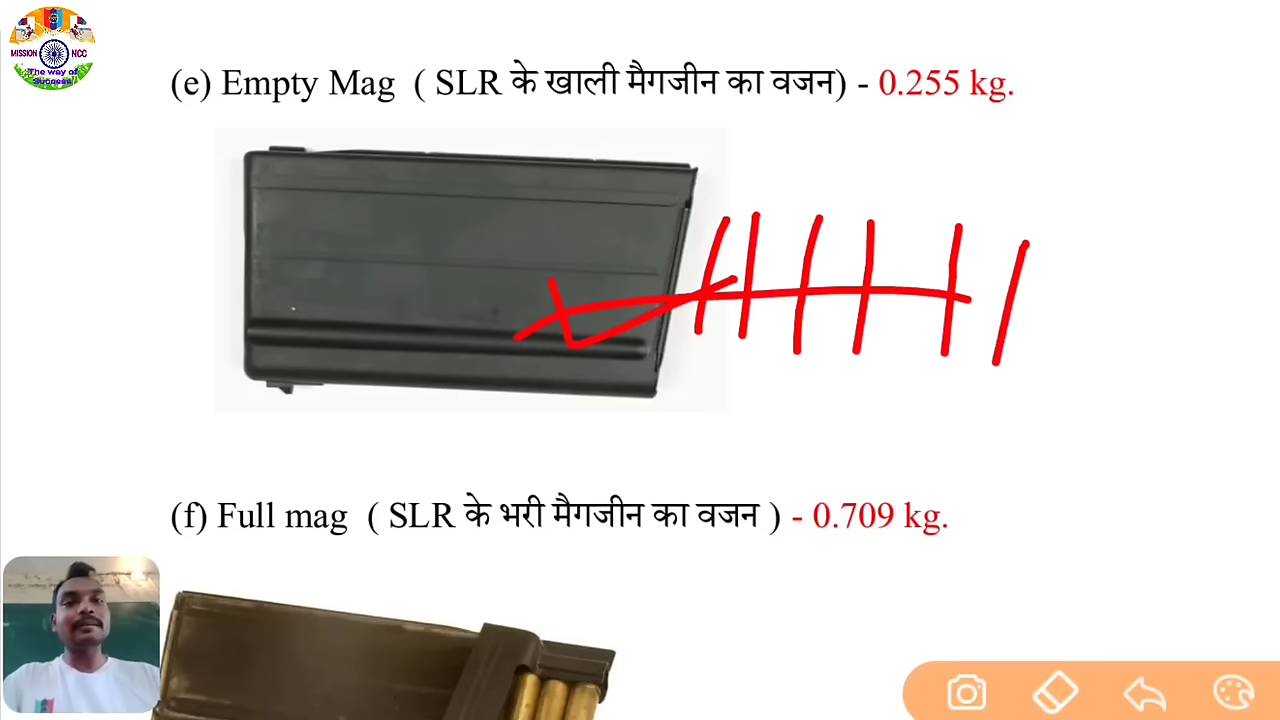 MISSION NCC
The way of
Success
(e) Empty Mag ( SLR के खाली मैगजीन का वजन) - 0.255 kg.
(f) Full mag ( SLR के भरी मैगजीन का वजन ) - 0.709 kg.